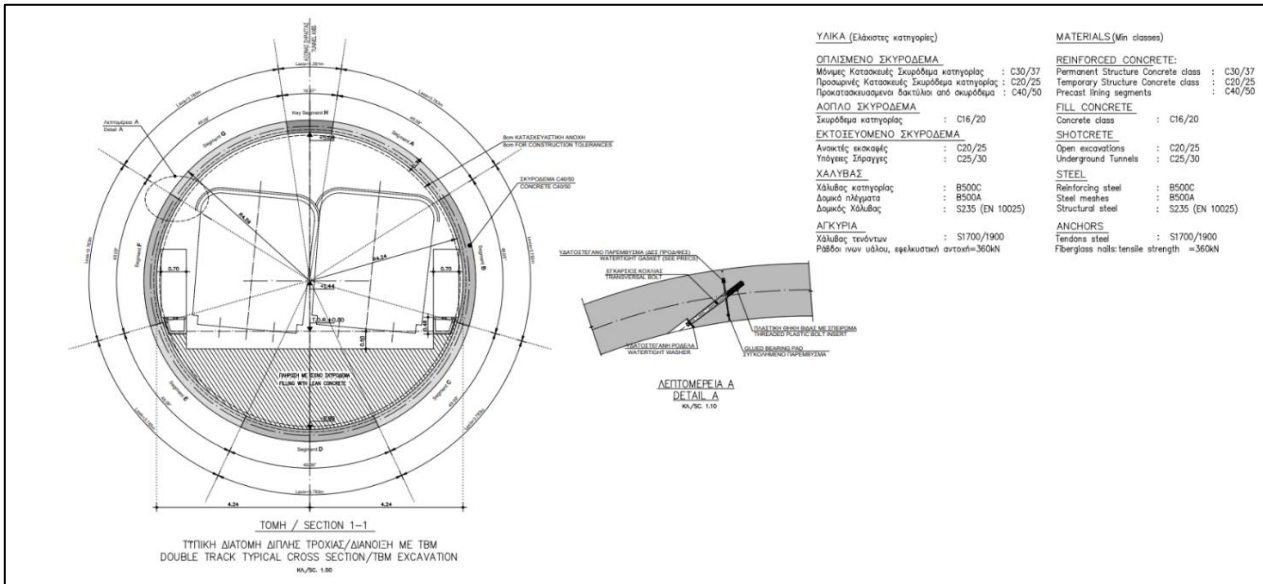 ΑΞΟΝΑΣ ΣΗΡΑΓΓΑΣ
TUNNEL AXIS
Key Segment H
Segment G
Segment A
Segment F
Segment B
Segment E
Segment C
Segment D
Λεπτομέρεια A
Detail A
8cm ΚΑΤΑΣΚΕΥΑΣΤΙΚΗ ΑΝΟΧΗ
8cm FOR CONSTRUCTION TOLERANCES
ΣΚΥΡΟΔΕΜΑ C40/50
CONCRETE C40/50
R4.24
0.70
0.70
0.50
ΠΛΗΡΩΣΗ ΜΕ ΙΣΧΝΟ ΣΚΥΡΟΔΕΜΑ
FILLING WITH LEAN CONCRETE
4.24
4.24
ΤΟΜΗ / SECTION 1-1
ΤΥΠΙΚΗ ΔΙΑΤΟΜΗ ΔΙΠΛΗΣ ΤΡΟΧΙΑΣ/ΔΙΑΝΟΙΞΗ ΜΕ TBM
DOUBLE TRACK TYPICAL CROSS SECTION/TBM EXCAVATION
ΚΛ./SC. 1:50
ΥΔΑΤΟΣΤΕΓΑΝΟ ΠΑΡΕΜΒΥΣΜΑ
WATERTIGHT GASKET
ΕΓΚΑΡΣΙΟΣ ΚΟΧΛΙΑΣ
TRANSVERSAL BOLT
ΠΛΑΣΤΙΚΗ ΘΗΚΗ ΒΙΔΑΣ ΜΕ ΣΠΕΙΡΩΜΑ
THREADED PLASTIC BOLT INSERT
ΥΔΑΤΟΣΤΕΓΑΝΗ ΡΟΔΕΛΑ
WATERTIGHT WASHER
GLUED BEARING PAD
ΣΥΓΚΟΛΗΜΕΝΟ ΠΑΡΕΜΒΥΣΜΑ
ΛΕΠΤΟΜΕΡΕΙΑ A
DETAIL A
ΚΛ./SC. 1:10
ΥΛΙΚΑ (Ελάχιστες κατηγορίες)
ΟΠΛΙΣΜΕΝΟ ΣΚΥΡΟΔΕΜΑ
Μόνιμες Κατασκευές Σκυρόδεμα κατηγορίας : C30/37
Προσωρινές Κατασκευές Σκυρόδεμα κατηγορίας : C20/25
Προκατασκευασμενοι δακτύλιοι από σκυρόδεμα : C40/50
ΑΟΠΛΟ ΣΚΥΡΟΔΕΜΑ
Σκυρόδεμα κατηγορίας : C16/20
ΕΚΤΟΞΕΥΟΜΕΝΟ ΣΚΥΡΟΔΕΜΑ
Ανοικτές εκσκαφές : C20/25
Υπόγειες Σήραγγες : C25/30
ΧΑΛΥΒΑΣ
Χάλυβας κατηγορίας : B500C
Δομικά πλέγματα : B500A
Δομικός Χάλυβας : S235 (EN 10025)
ΑΓΚΥΡΙΑ
Χάλυβας τενόντων : S1700/1900
Ράβδοι ινων υάλου, εφελκυστική αντοχή=360kN
MATERIALS (Min classes)
REINFORCED CONCRETE:
Permanent Structure Concrete class : C30/37
Temporary Structure Concrete class : C20/25
Precast lining segments : C40/50
FILL CONCRETE
Concrete class : C16/20
SHOTCRETE
Open excavations : C20/25
Underground Tunnels : C25/30
STEEL
Reinforcing steel : B500C
Steel meshes : B500A
Structural steel : S235 (EN 10025)
ANCHORS
Tendons steel : S1700/1900
Fiberglass nails: tensile strength =360kN